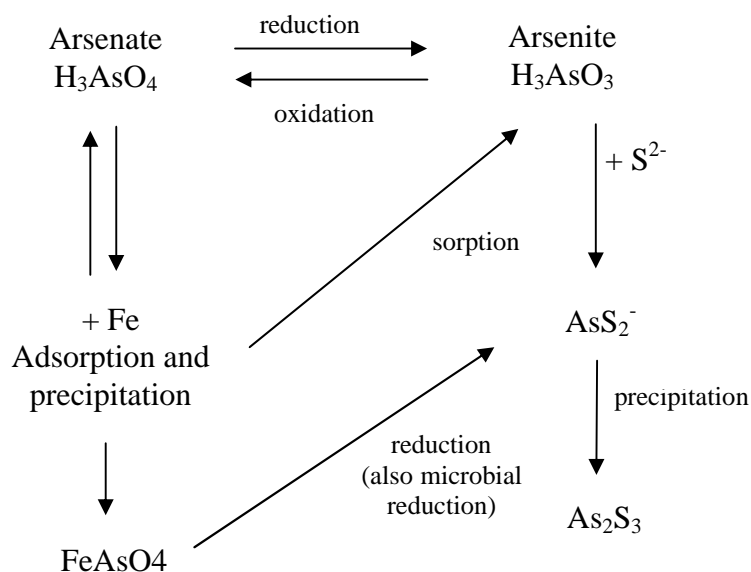 Arsenate
H₃AsO₄
reduction
oxidation
Arsenite
H₃AsO₃
+ S²⁻
sorption
+ Fe
Adsorption and
precipitation
AsS₂⁻
precipitation
reduction
(also microbial
reduction)
FeAsO4
As₂S₃